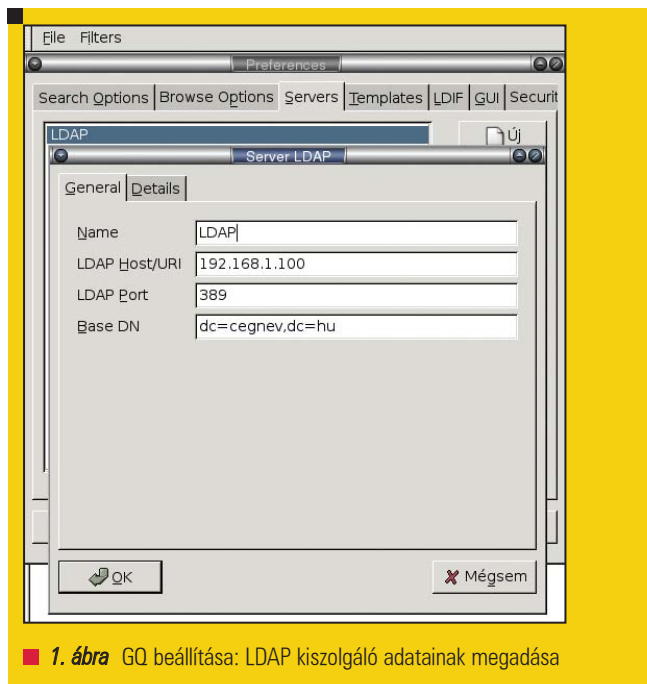 File Filters
Preferences
Search Options Browse Options Servers Templates LDIF GUI Securit
LDAP Új
Server LDAP
General Details
Name LDAP
LDAP Host/URI 192.168.1.100
LDAP Port 389
Base DN dc=cegnev,dc=hu
OK Mégsem
1. ábra GQ beállítása: LDAP kiszolgáló adatainak megadása